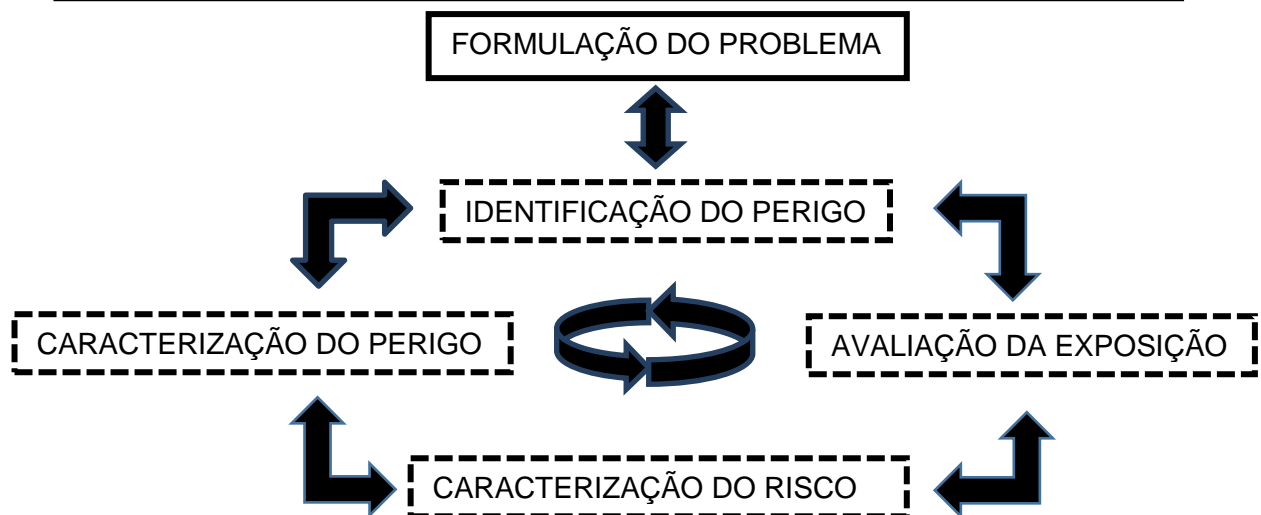 FORMULAÇÃO DO PROBLEMA
IDENTIFICAÇÃO DO PERIGO
CARACTERIZAÇÃO DO PERIGO
AVALIAÇÃO DA EXPOSIÇÃO
CARACTERIZAÇÃO DO RISCO